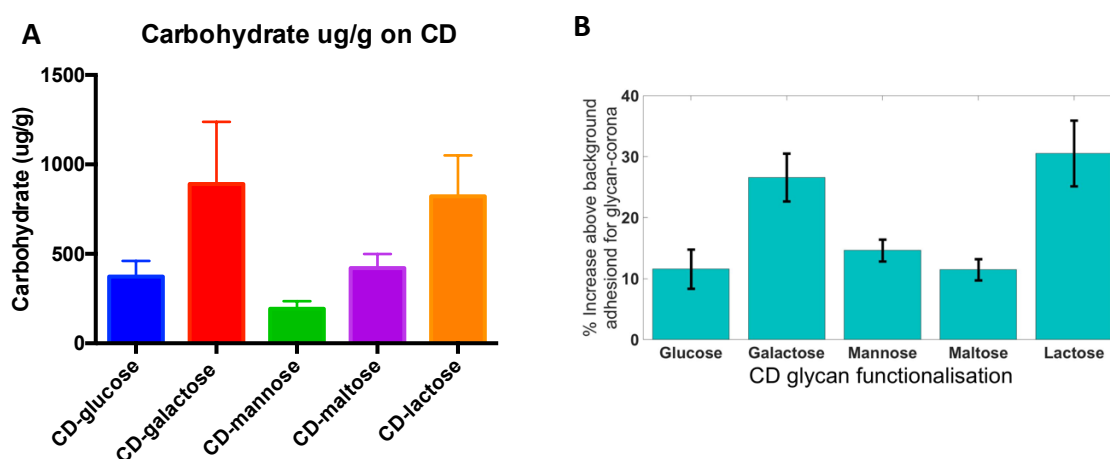 A
Carbohydrate ug/g on CD
Carbohydrate (ug/g)
1500
1000
500
0
CD-glucose
CD-galactose
CD-mannose
CD-maltose
CD-lactose
B
% Increase above background
adhesiond for glycan-corona
40
30
20
10
0
Glucose Galactose Mannose Maltose Lactose
CD glycan functionalisation